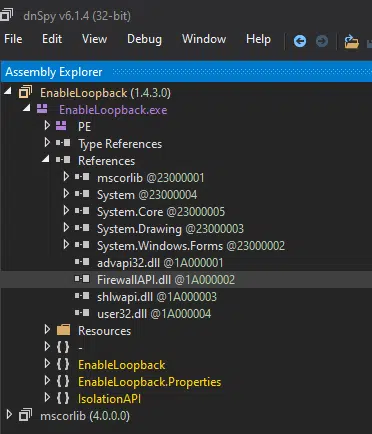 dnSpy v6.1.4 (32-bit)
File View Edit Debug Window Help
Assembly Explorer
EnableLoopback (1.4.3.0)
EnableLoopback.exe
PE
Type References
References
mscorlib @23000001
System @23000004
System.Core @23000005
System.Drawing @23000003
System.Windows.Forms @23000002
advapi32.dll @1A000001
FirewallAPI.dll @1A000002
shlwapi.dll @1A000003
user32.dll @1A000004
Resources
{ } -
{ } EnableLoopback
{ } EnableLoopback.Properties
{ } IsolationAPI
mscorlib (4.0.0.0)